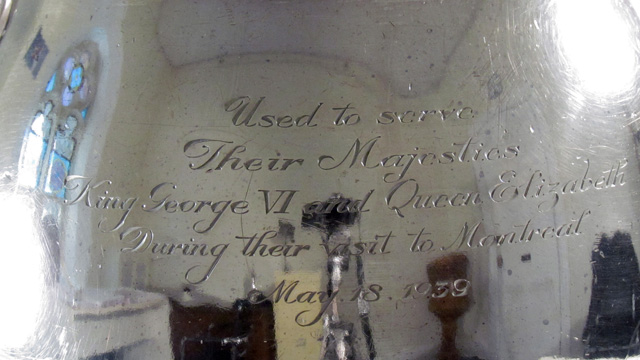 Used to serve
Their Majesties
King George VI and Queen Elizabeth
During their visit to Montreal
May. 18. 1939